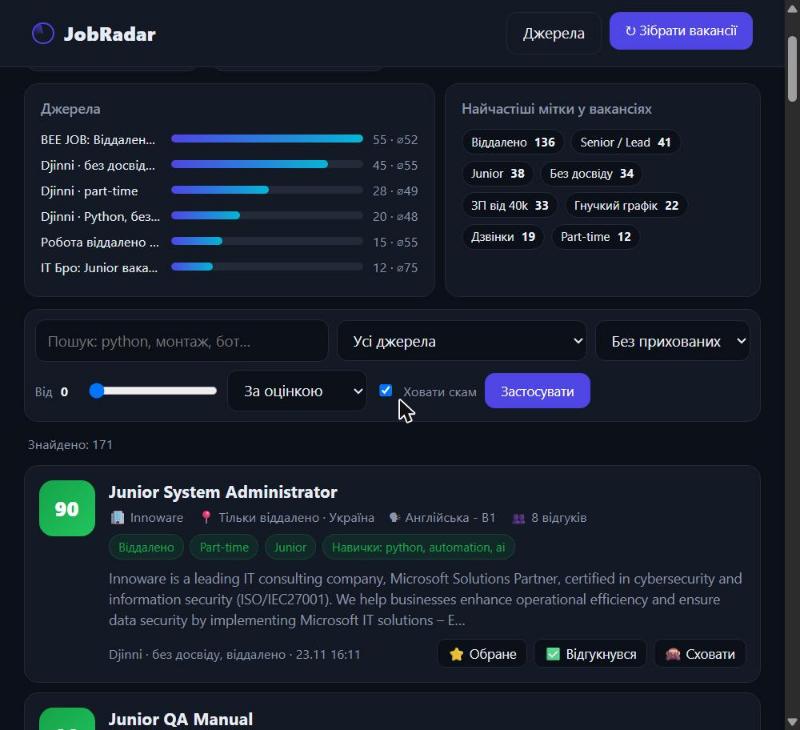 JobRadar
Джерела
↻ Зібрати вакансії
Джерела
BEE JOB: Віддален... 55 · ⌀52
Djinni · без досвід... 45 · ⌀55
Djinni · part-time 28 · ⌀49
Djinni · Python, без... 20 · ⌀48
Робота віддалено ... 15 · ⌀55
ІТ Бро: Junior вака... 12 · ⌀75
Найчастіші мітки у вакансіях
Віддалено 136 Senior / Lead 41
Junior 38 Без досвіду 34
ЗП від 40k 33 Гнучкий графік 22
Дзвінки 19 Part-time 12
Пошук: python, монтаж, бот...
Усі джерела
Без прихованих
Від 0
За оцінкою
Ховати скам
Застосувати
Знайдено: 171
90
Junior System Administrator
Innoware Тільки віддалено · Україна Англійська - B1 8 відгуків
Віддалено Part-time Junior Навички: python, automation, ai
Innoware is a leading IT consulting company, Microsoft Solutions Partner, certified in cybersecurity and
information security (ISO/IEC27001). We help businesses enhance operational efficiency and ensure
data security by implementing Microsoft IT solutions – E...
Djinni · без досвіду, віддалено · 23.11 16:11
Обране
Відгукнувся
Сховати
Junior QA Manual